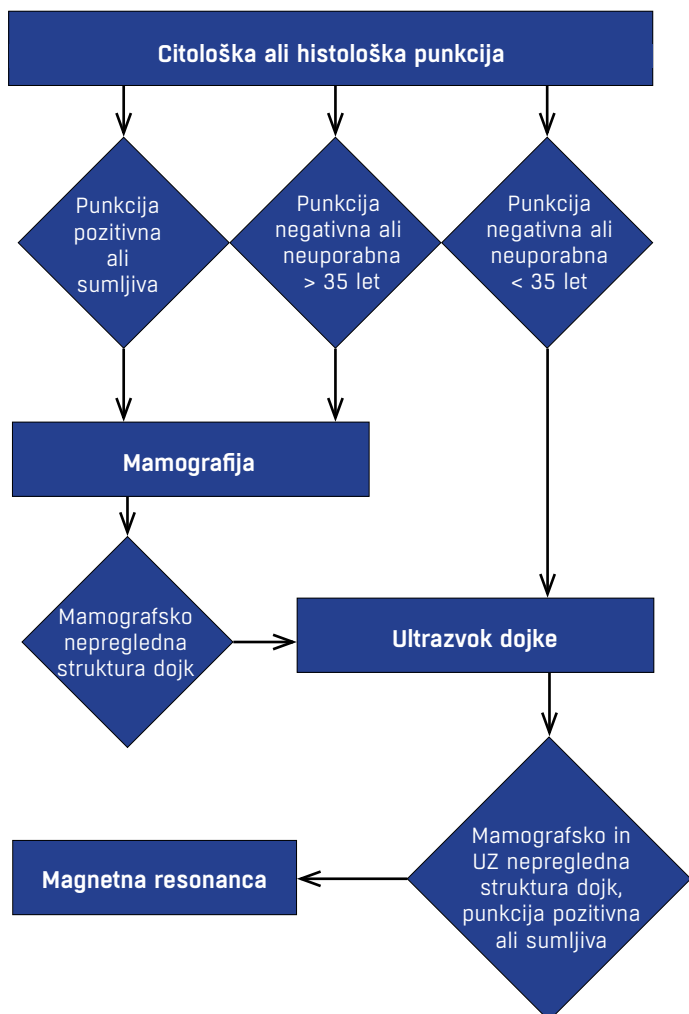 Citološka ali histološka punkcija
Punkcija
pozitivna
ali
sumljiva
Punkcija
negativna ali
neuporabna
> 35 let
Punkcija
negativna ali
neuporabna
< 35 let
Mamografija
Mamografsko
nepregledna
struktura dojk
Ultrazvok dojke
Mamografsko in
UZ nepregledna
struktura dojk,
punkcija pozitivna
ali sumljiva
Magnetna resonanca